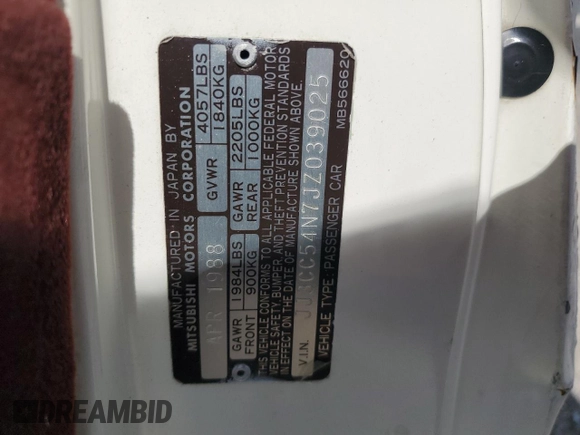 MANUFACTURED IN JAPAN BY
MITSUBISHI MOTORS CORPORATION
APR 1988
GVWR 4057LBS
1840KG
GAWR FRONT 1984LBS 900KG
GAWR REAR 2205LBS 1000KG
THIS VEHICLE CONFORMS TO ALL APPLICABLE FEDERAL MOTOR
VEHICLE SAFETY, BUMPER, AND THEFT PREVENTION STANDARDS
IN EFFECT ON THE DATE OF MANUFACTURE SHOWN ABOVE.
V.I.N. JJ3CC54N7JZ039025
VEHICLE TYPE: PASSENGER CAR
MB566620
DREAMBID